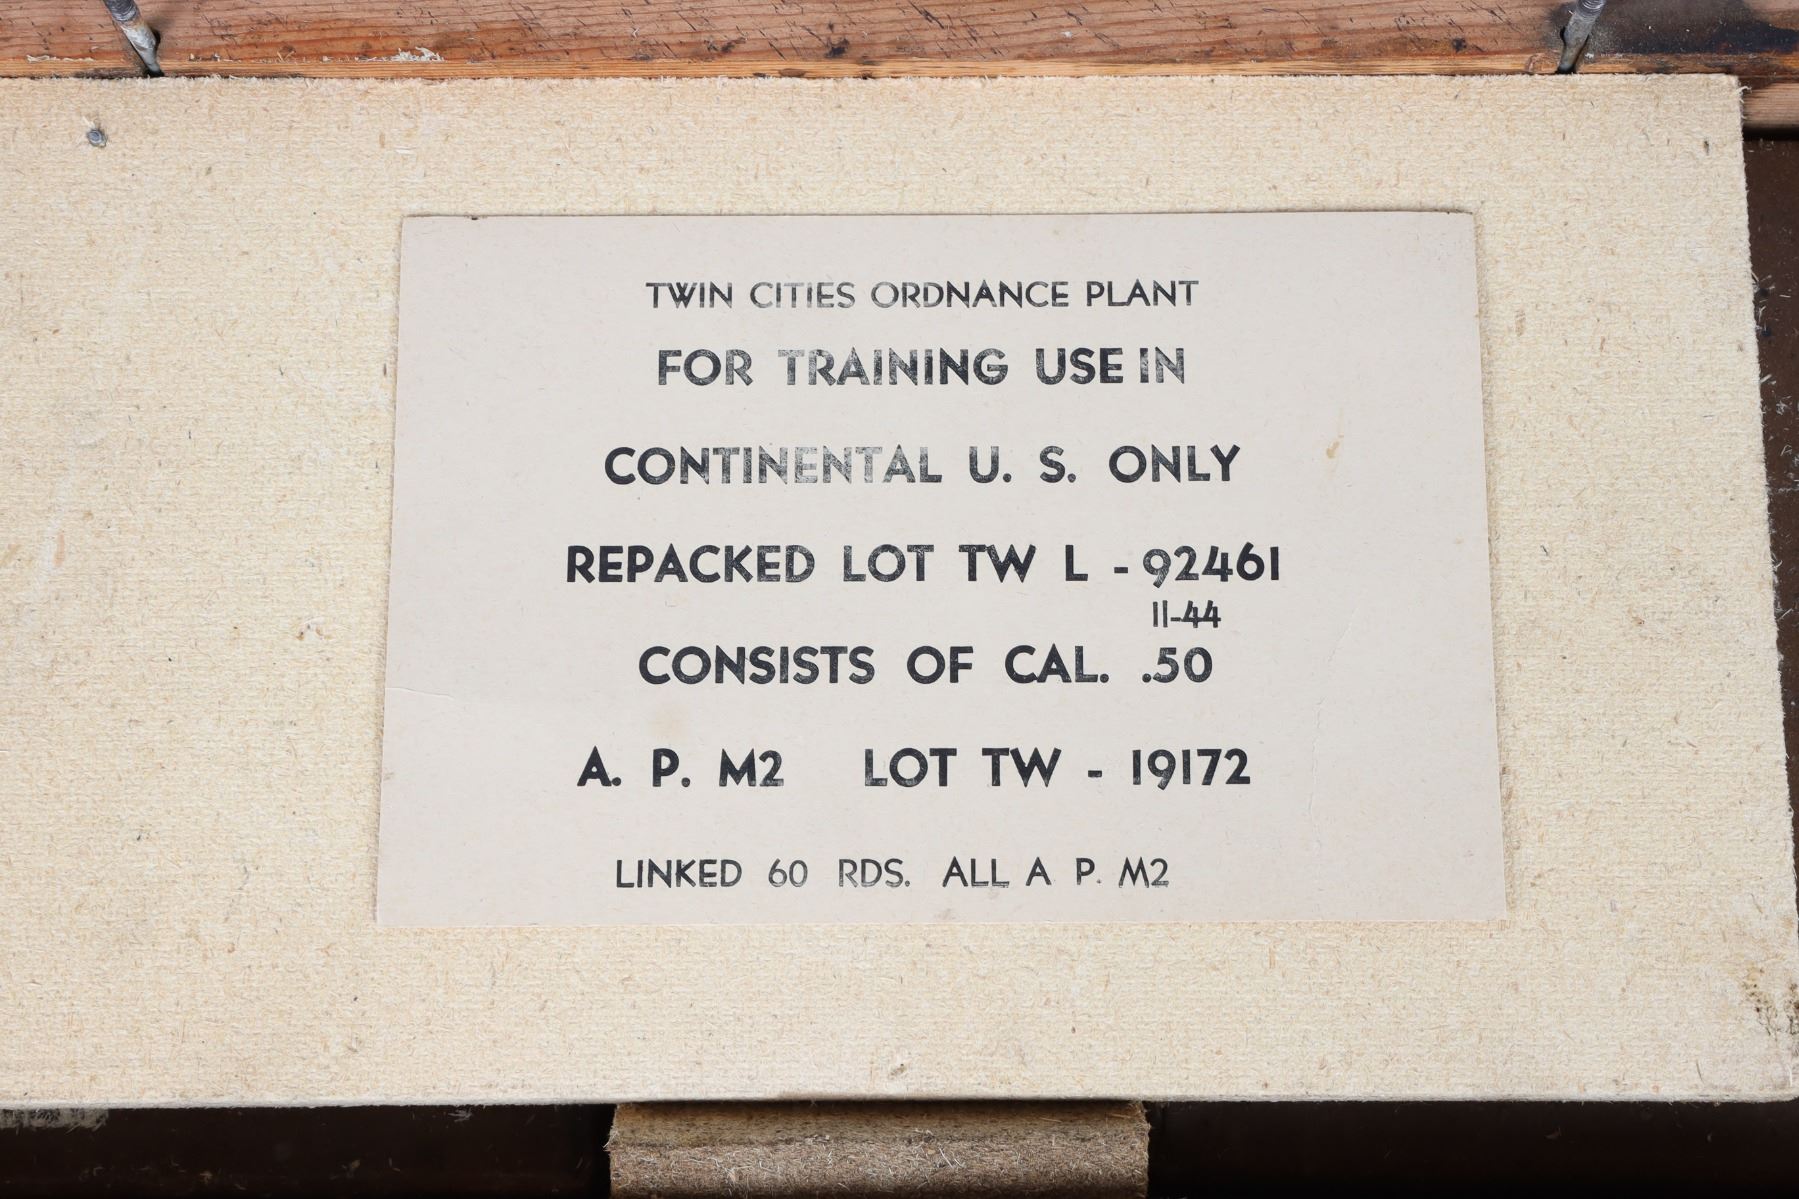 TWIN CITIES ORDNANCE PLANT
FOR TRAINING USE IN
CONTINENTAL U. S. ONLY
REPACKED LOT TW L - 92461
11-44
CONSISTS OF CAL. .50
A. P. M2 LOT TW - 19172
LINKED 60 RDS. ALL A P. M2